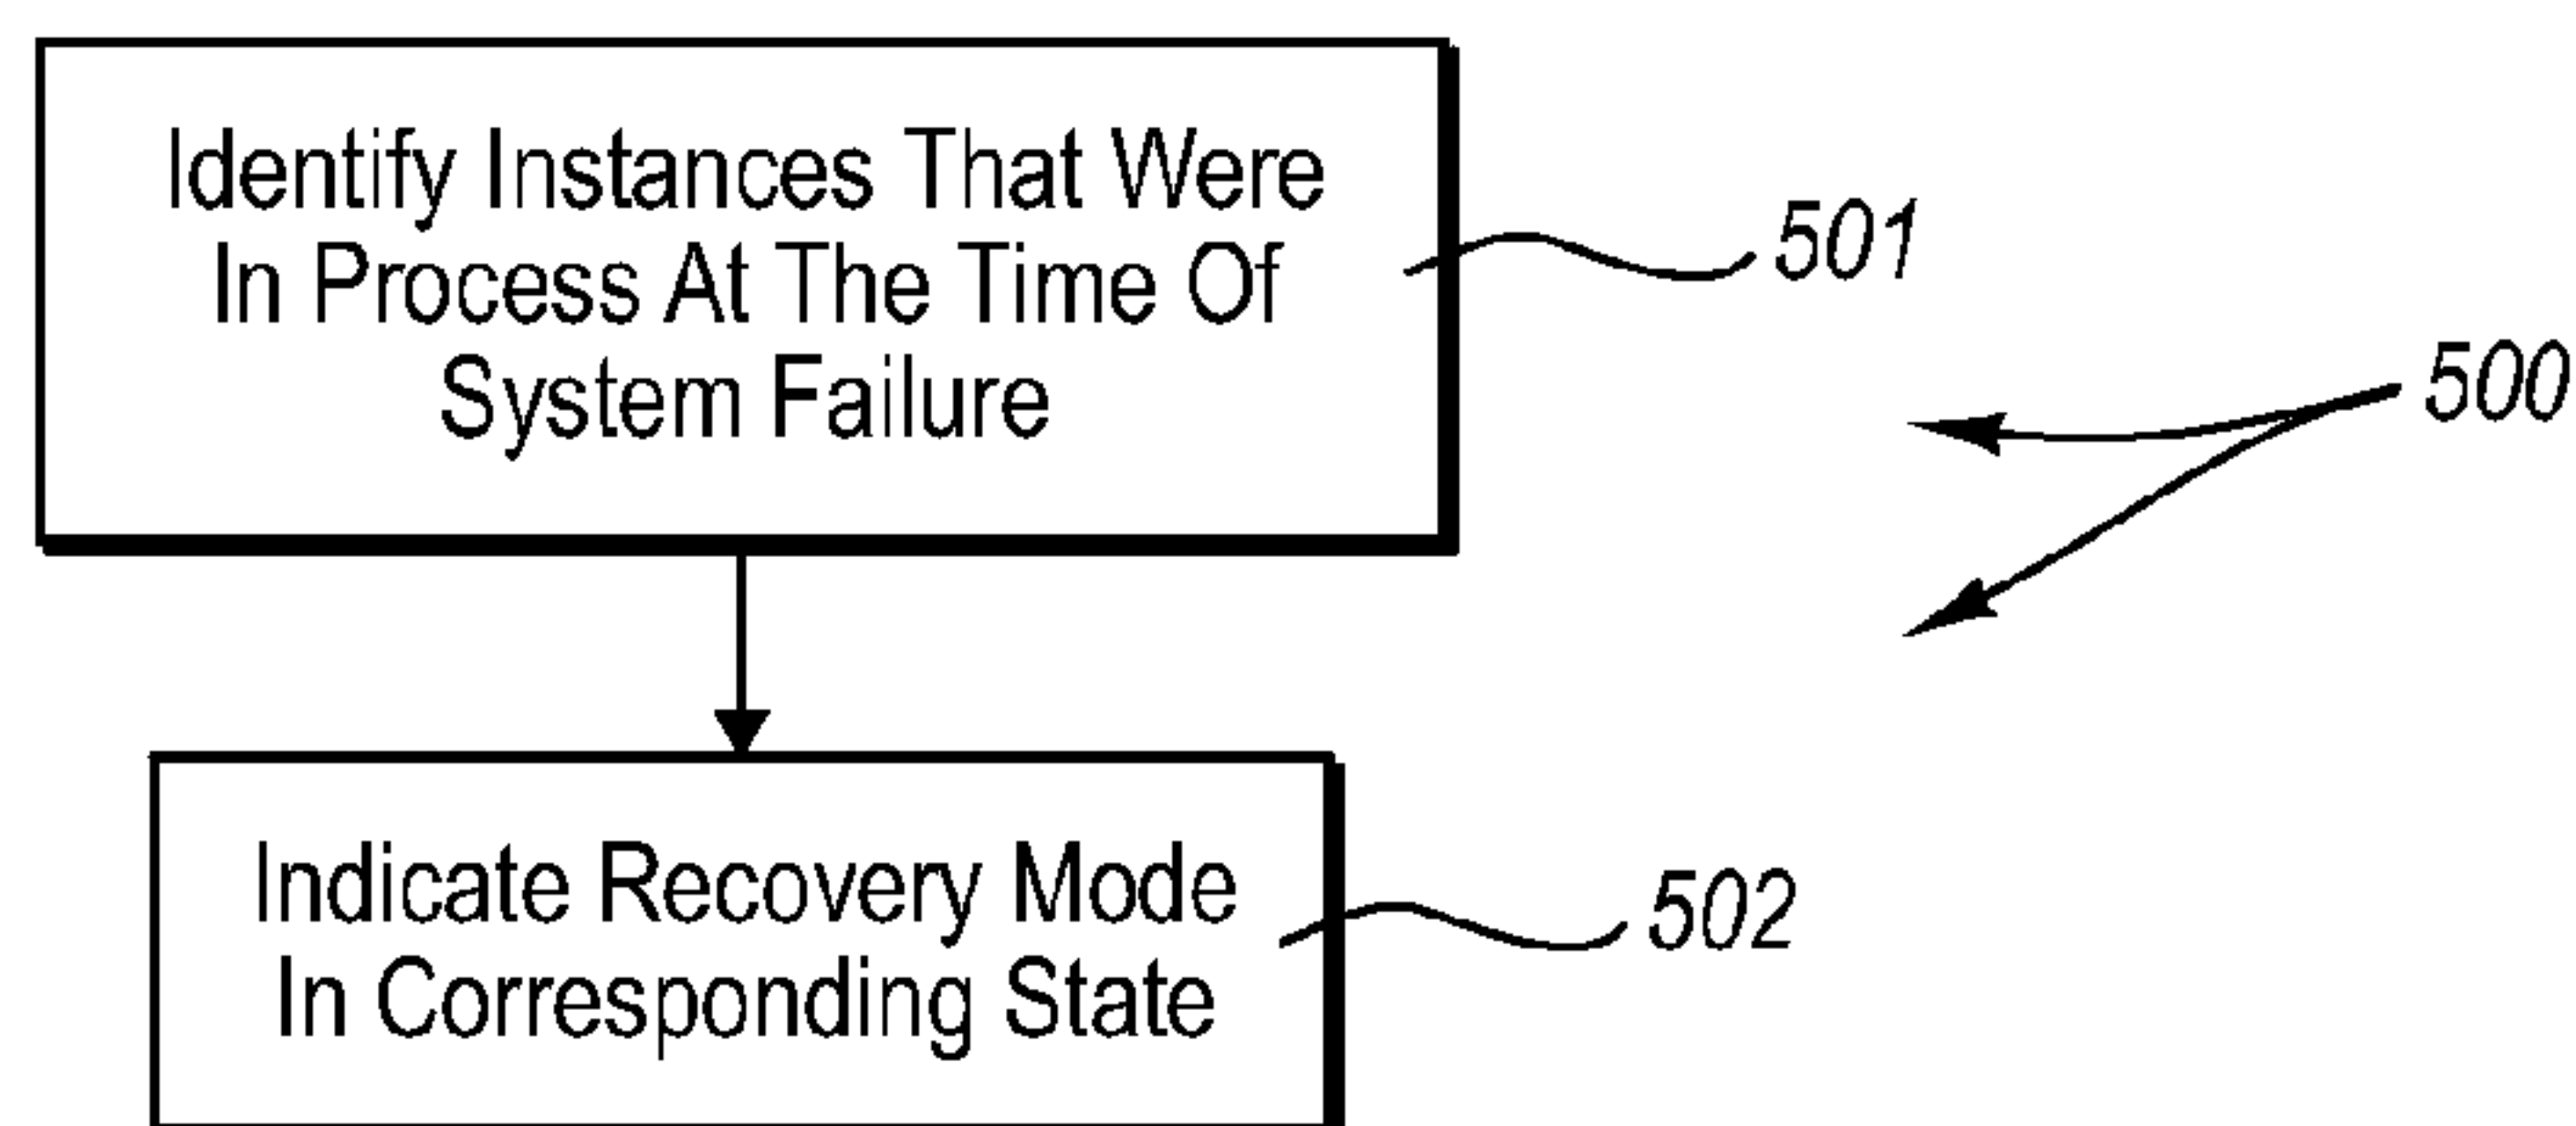 Identify Instances That Were
In Process At The Time Of
System Failure
501
500
Indicate Recovery Mode
In Corresponding State
502